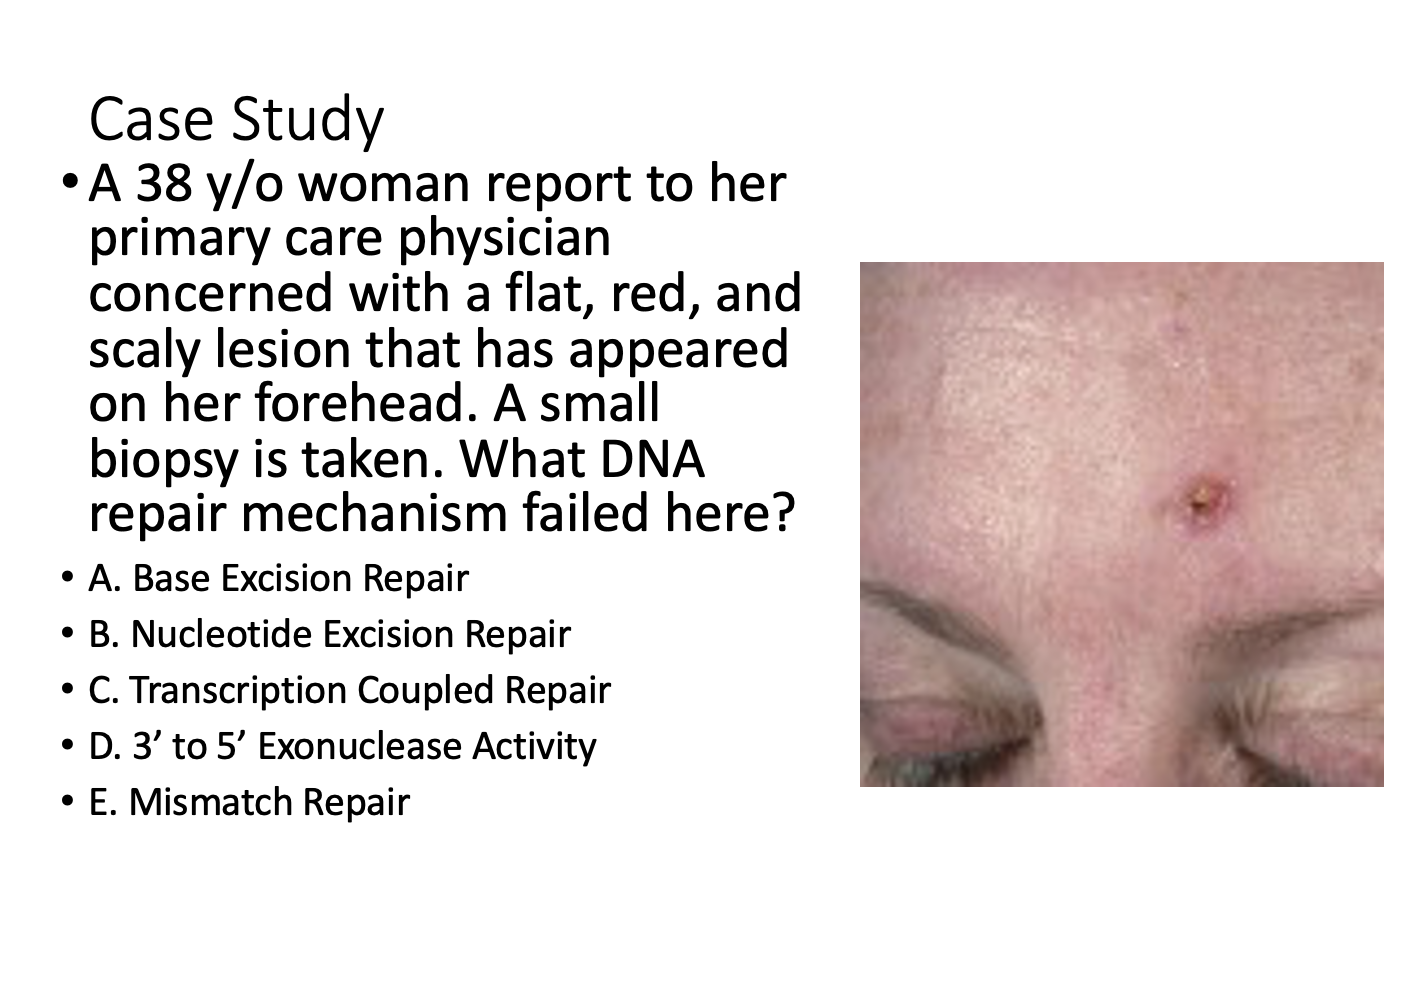 Case Study
• A 38 y/o woman report to her
primary care physician
concerned with a flat, red, and
scaly lesion that has appeared
on her forehead. A small
biopsy is taken. What DNA
repair mechanism failed here?
• A. Base Excision Repair
• B. Nucleotide Excision Repair
• C. Transcription Coupled Repair
• D. 3’ to 5’ Exonuclease Activity
• E. Mismatch Repair